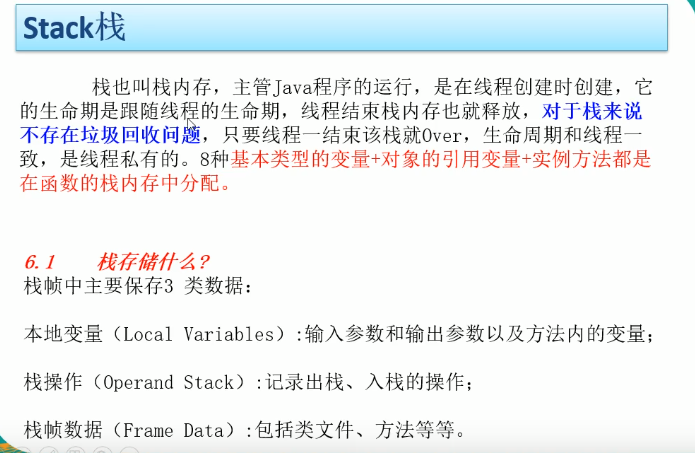 Stack栈
栈也叫栈内存，主管Java程序的运行，是在线程创建时创建，它
的生命期是跟随线程的生命期，线程结束栈内存也就释放，对于栈来说
不存在垃圾回收问题，只要线程一结束该栈就Over，生命周期和线程一
致，是线程私有的。8种基本类型的变量+对象的引用变量+实例方法都是
在函数的栈内存中分配。
6.1 栈存储什么?
栈帧中主要保存3 类数据：
本地变量（Local Variables）:输入参数和输出参数以及方法内的变量；
栈操作（Operand Stack）:记录出栈、入栈的操作；
栈帧数据（Frame Data）:包括类文件、方法等等。